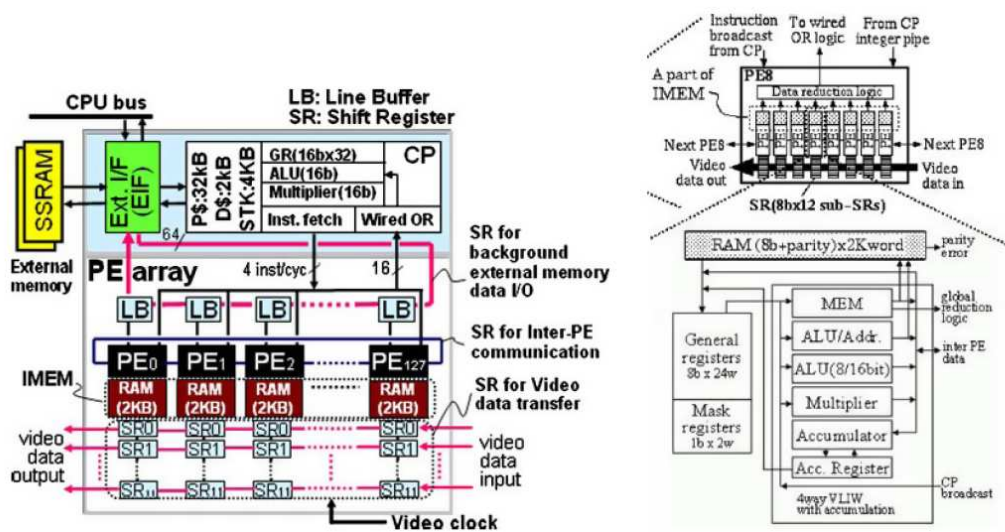 CPU bus
LB: Line Buffer
SR: Shift Register
SSRAM
External
memory
Ext. I/F
(EIF)
P$:32kB
D$:2kB
STK:4KB
GR(16bx32)
ALU(16b)
Multiplier(16b)
CP
Inst. fetch
Wired OR
64
PE array
4 inst/cyc
16
SR for
background
external memory
data I/O
LB
LB
LB
LB
SR for Inter-PE
communication
PE0
PE1
PE2
PE127
IMEM
RAM
(2KB)
RAM
(2KB)
RAM
(2KB)
RAM
(2KB)
SR for Video
data transfer
SR0
SR0
SR0
SR0
SR1
SR1
SR1
SR1
SR11
SR11
SR11
SR11
video
data
output
video
data
input
Video clock
Instruction
broadcast
from CP
To wired
OR logic
From CP
integer pipe
A part of
IMEM
PE8
Data reduction logic
Next PE8
Next PE8
Video
data out
Video
data in
SR(8bx12 sub-SRs)
RAM (8b+parity)x2Kword
parity
error
General
registers
8b x 24w
Mask
registers
1b x 2w
MEM
ALU/Addr.
ALU(8/16bit)
Multiplier
Accumulator
Acc. Register
global
reduction
logic
inter PE
data
CP
broadcast
4way VLIW
with accumulation